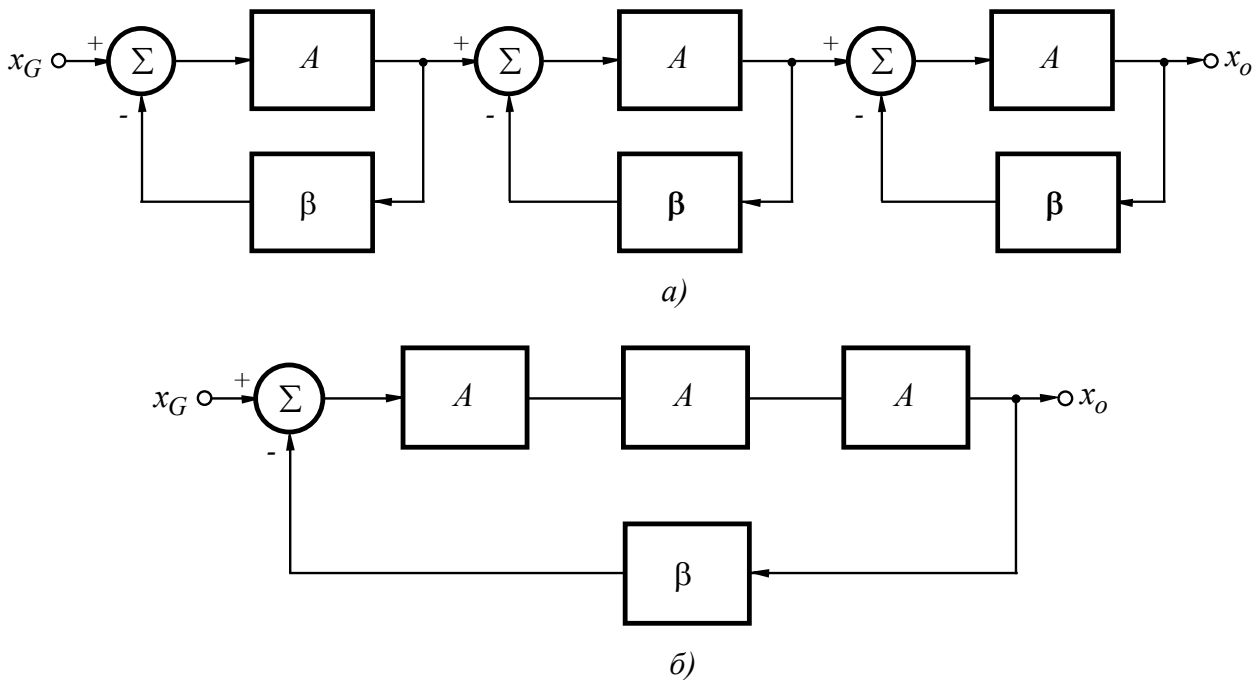 x_G + Σ A + Σ A + Σ A x_o
- β - β - β
а)
x_G + Σ A A A x_o
- β
б)